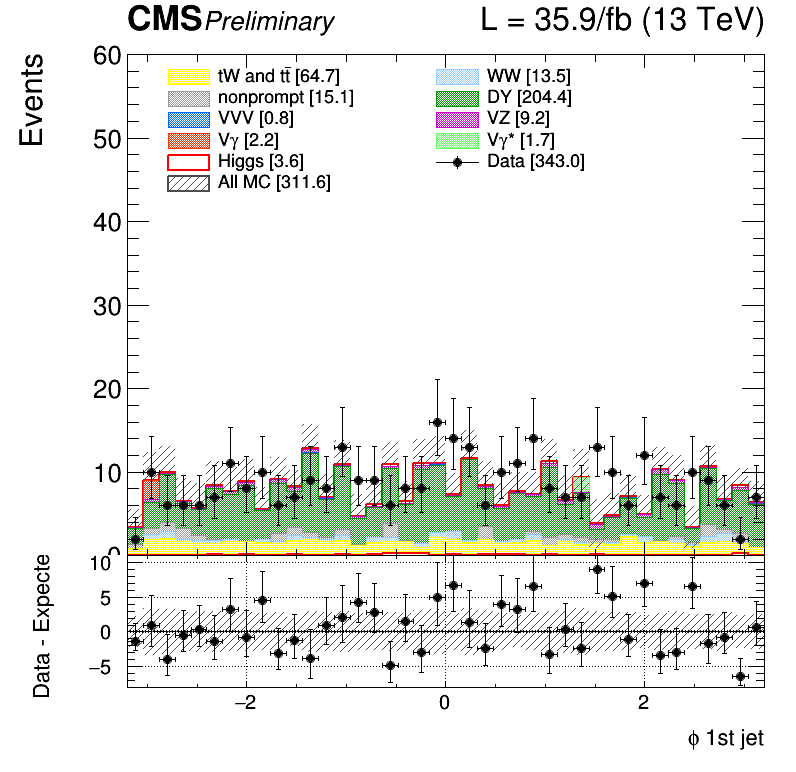 CMS Preliminary L = 35.9/fb (13 TeV)
Events
60
50
40
30
20
10
0
tW and tt̄ [64.7]
nonprompt [15.1]
VVV [0.8]
Vγ [2.2]
Higgs [3.6]
All MC [311.6]
WW [13.5]
DY [204.4]
VZ [9.2]
Vγ* [1.7]
Data [343.0]
Data - Expecte
10
5
0
−5
−2 0 2
ϕ 1st jet